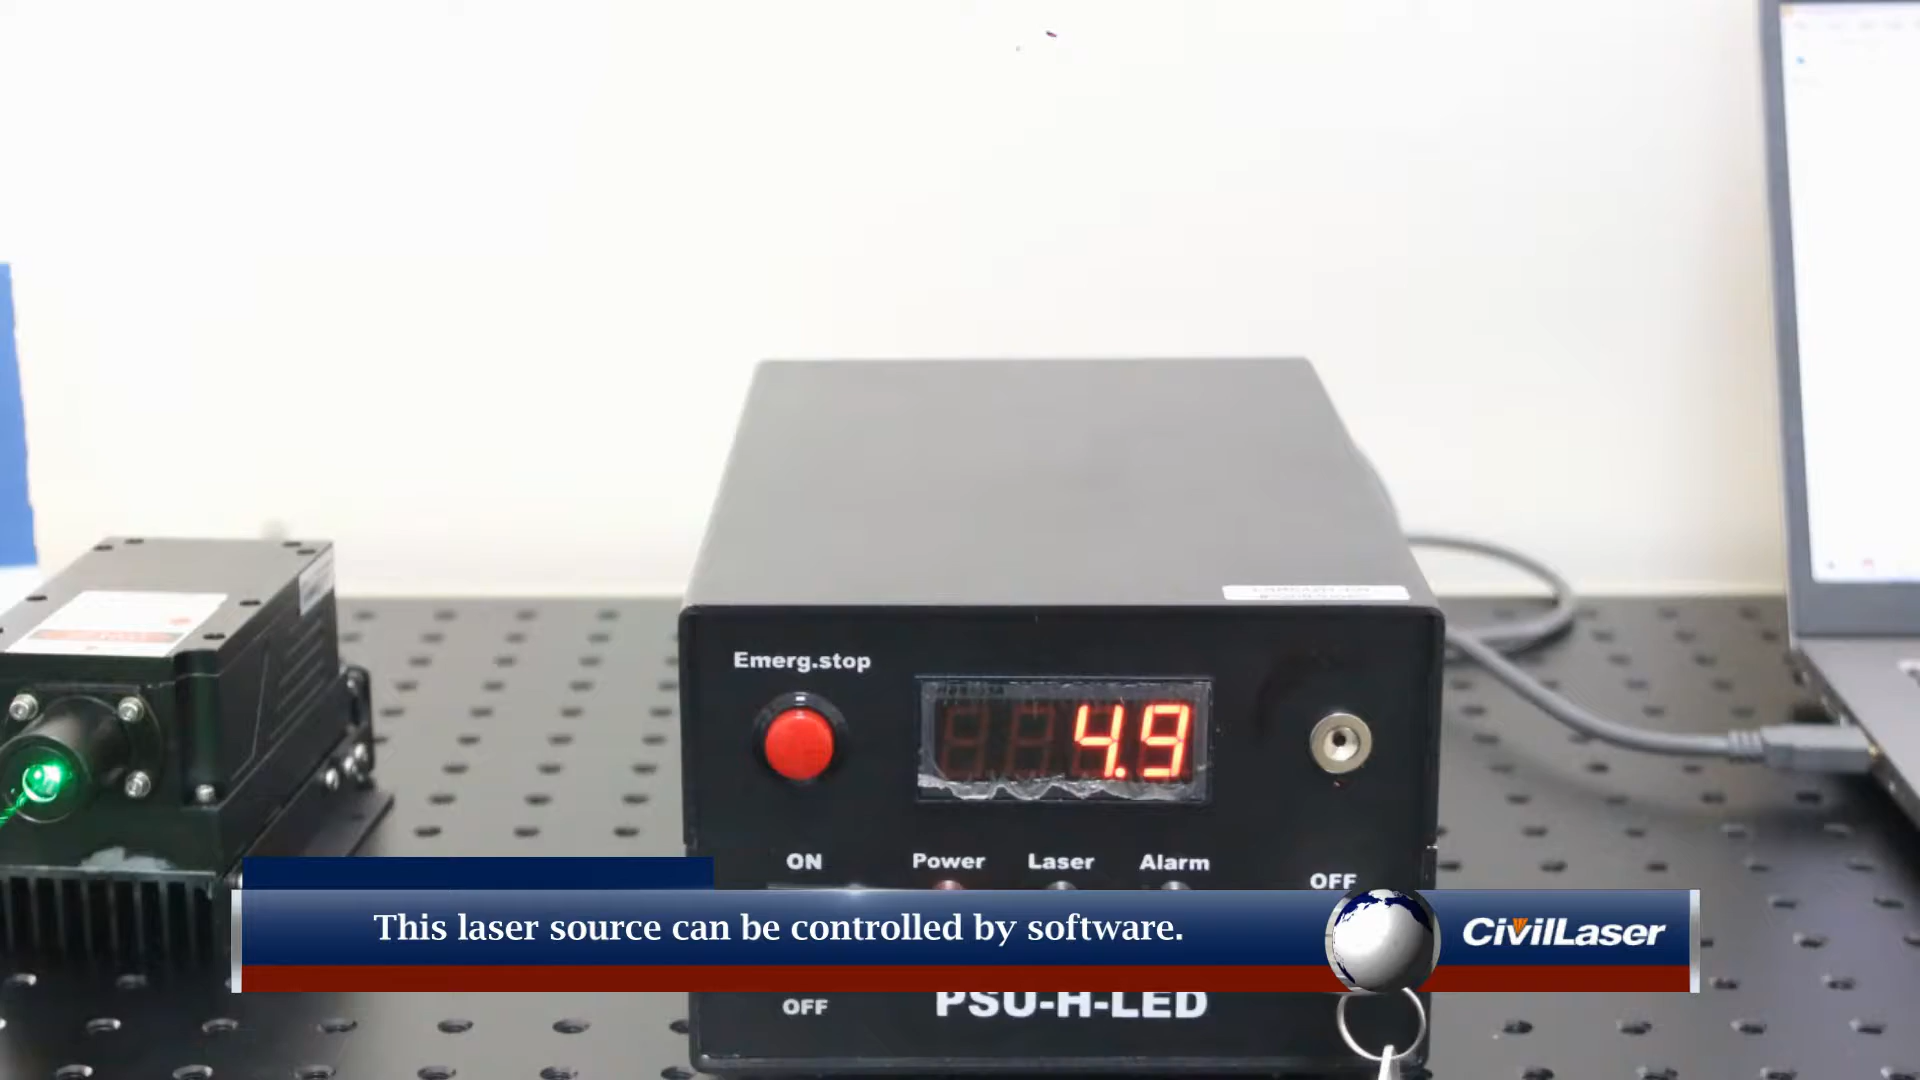 Emerg.stop
4.9
ON
Power
Laser
Alarm
OFF
This laser source can be controlled by software.
CivilLaser
OFF
PSU-H-LED